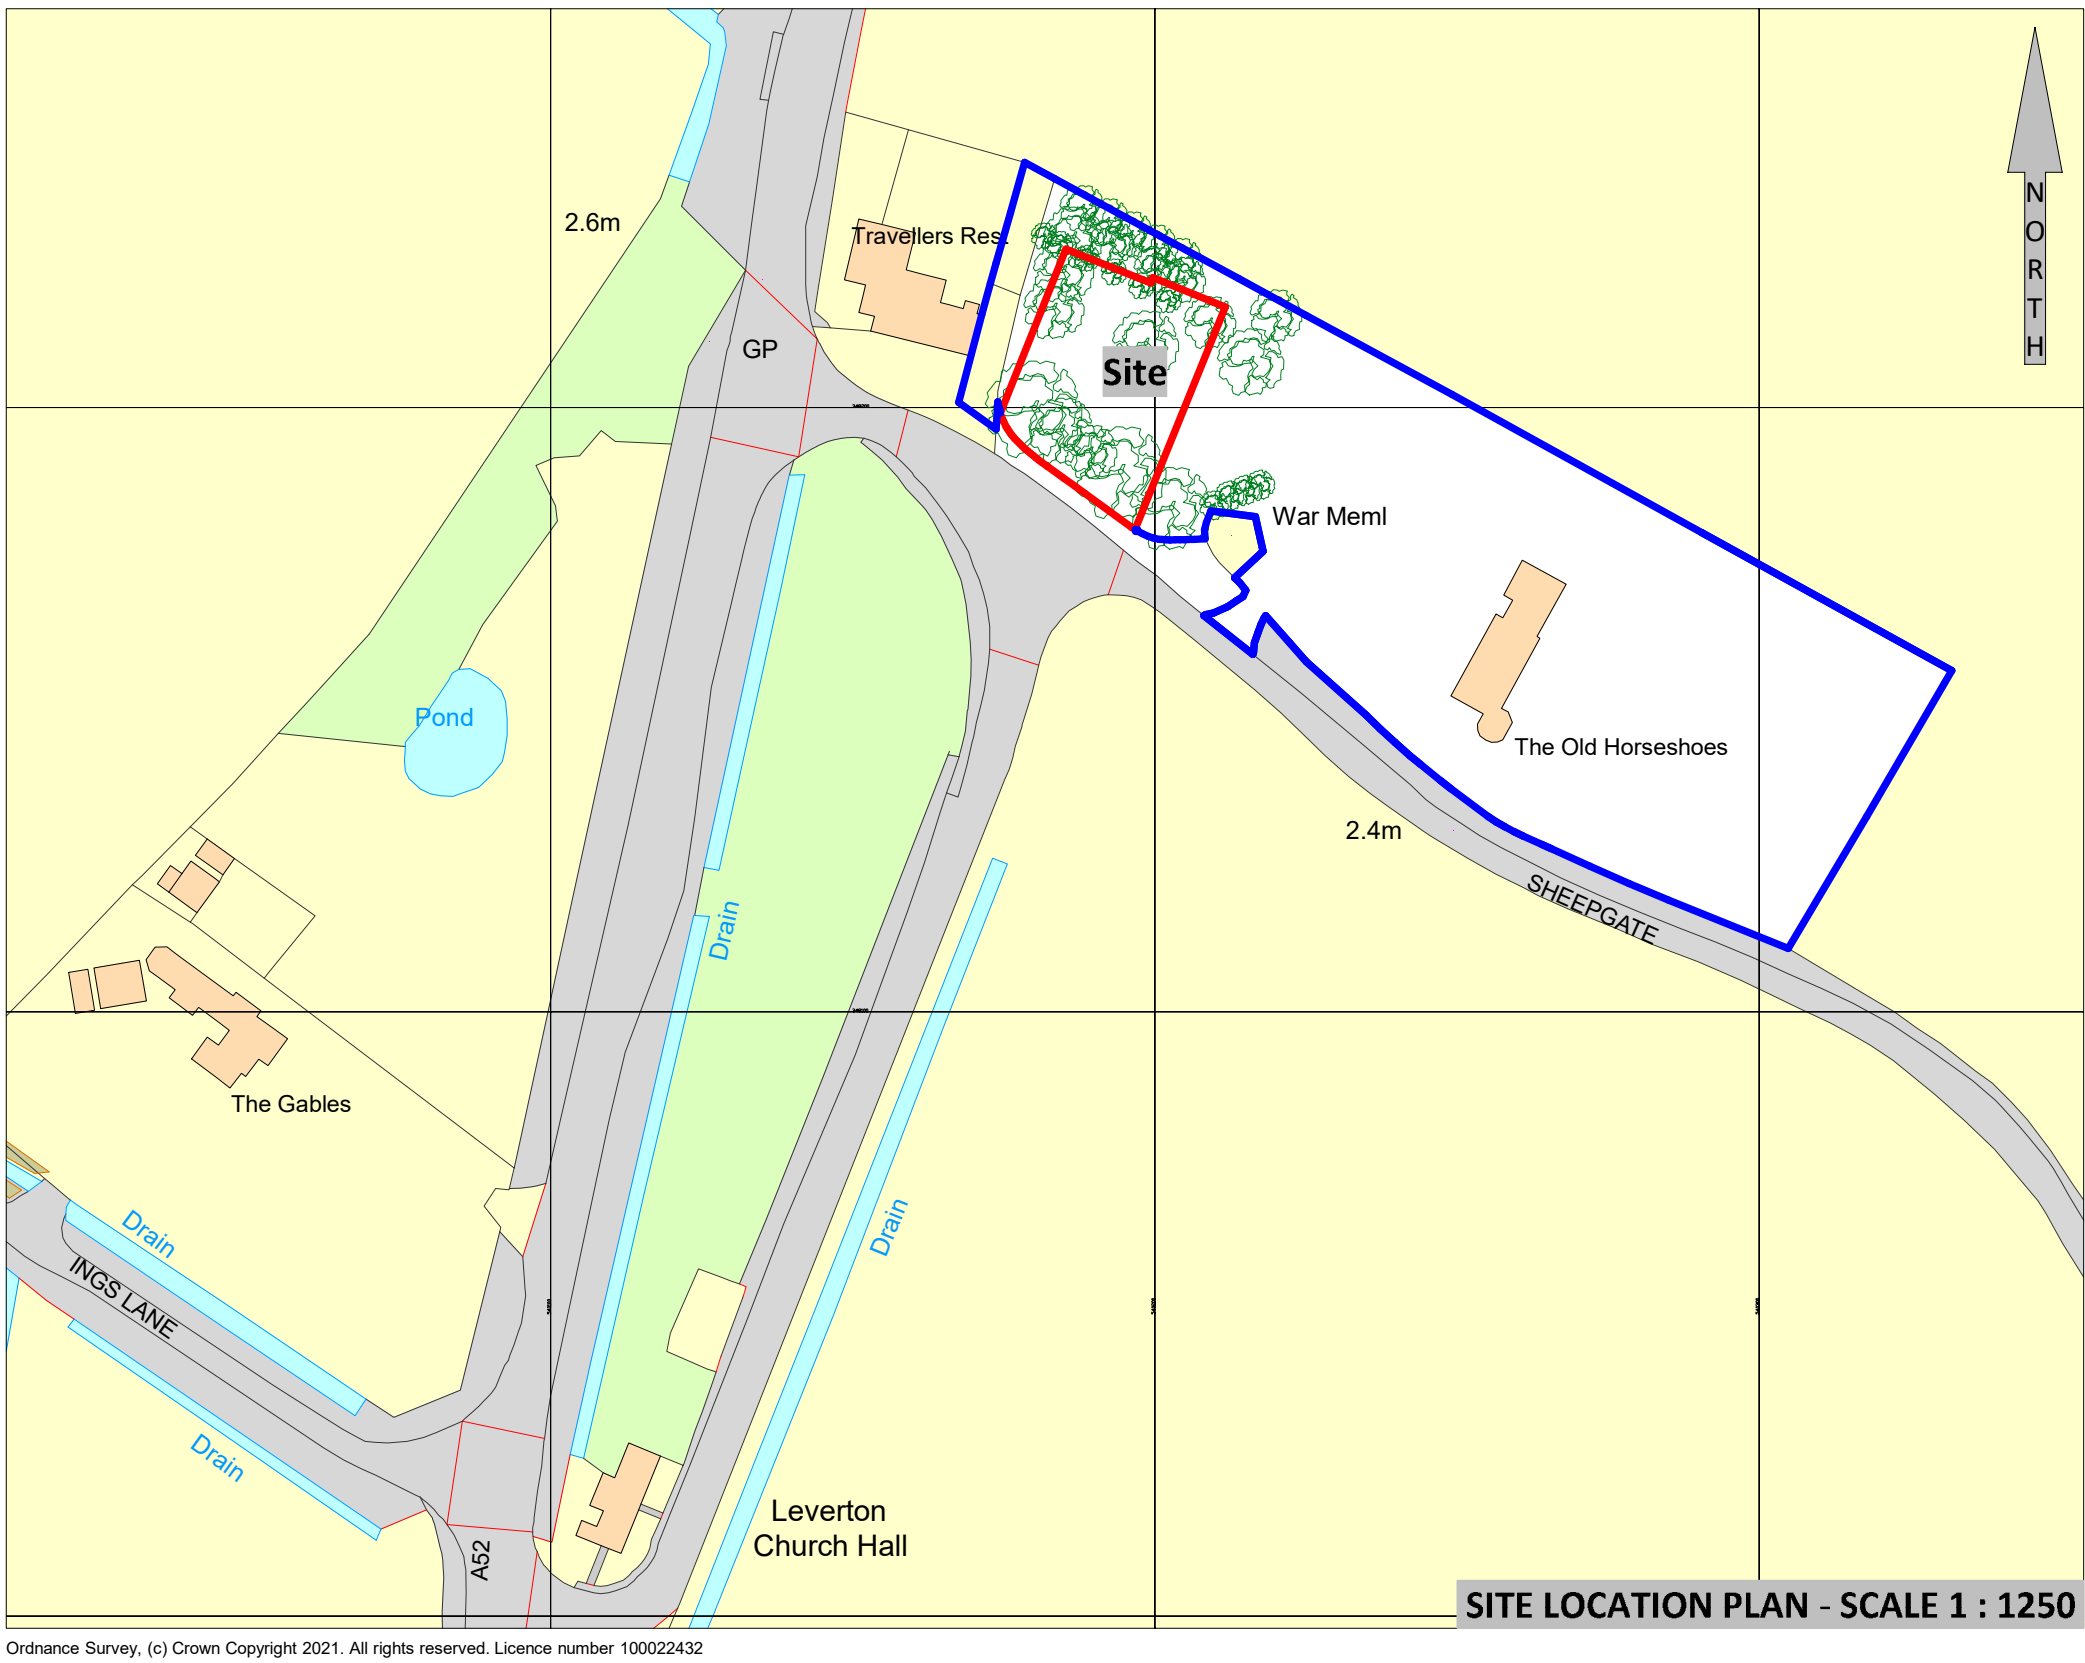 NORTH
2.6m
Travellers Res
GP
Site
War Meml
Pond
The Old Horseshoes
2.4m
SHEEPGATE
Drain
The Gables
Drain
Drain
INGS LANE
Drain
A52
Leverton
Church Hall
SITE LOCATION PLAN - SCALE 1 : 1250
Ordnance Survey, (c) Crown Copyright 2021. All rights reserved. Licence number 100022432